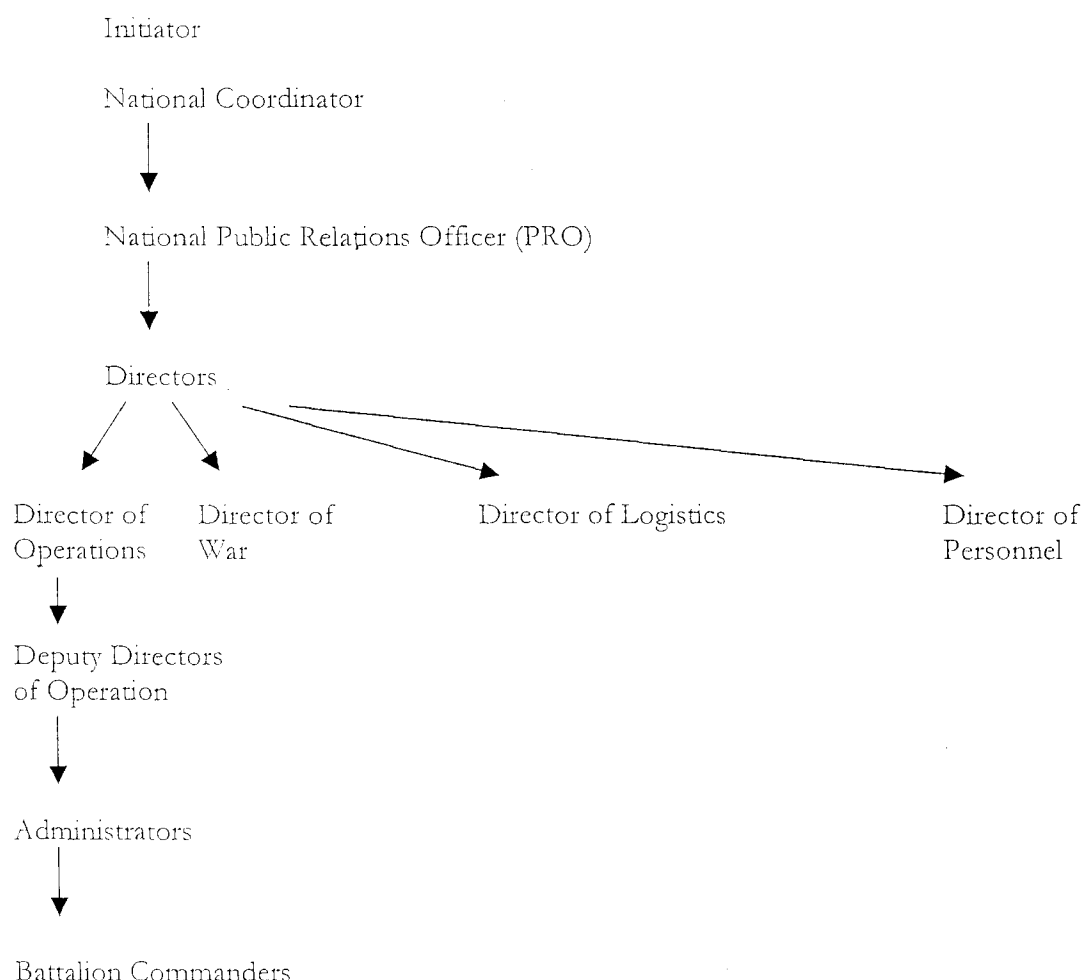 Initiator
National Coordinator
National Public Relations Officer (PRO)
Directors
Director of
Operations
Director of
War
Director of Logistics
Director of
Personnel
Deputy Directors
of Operation
Administrators
Battalion Commanders